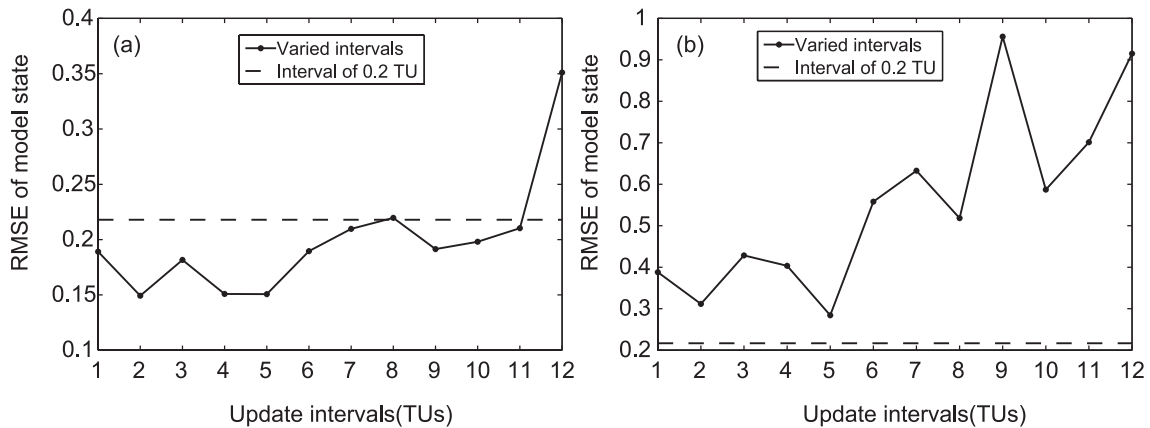 (a)
Varied intervals
Interval of 0.2 TU
RMSE of model state
0.4
0.35
0.3
0.25
0.2
0.15
0.1
1 2 3 4 5 6 7 8 9 10 11 12
Update intervals(TUs)
(b)
Varied intervals
Interval of 0.2 TU
RMSE of model state
1
0.9
0.8
0.7
0.6
0.5
0.4
0.3
0.2
1 2 3 4 5 6 7 8 9 10 11 12
Update intervals(TUs)